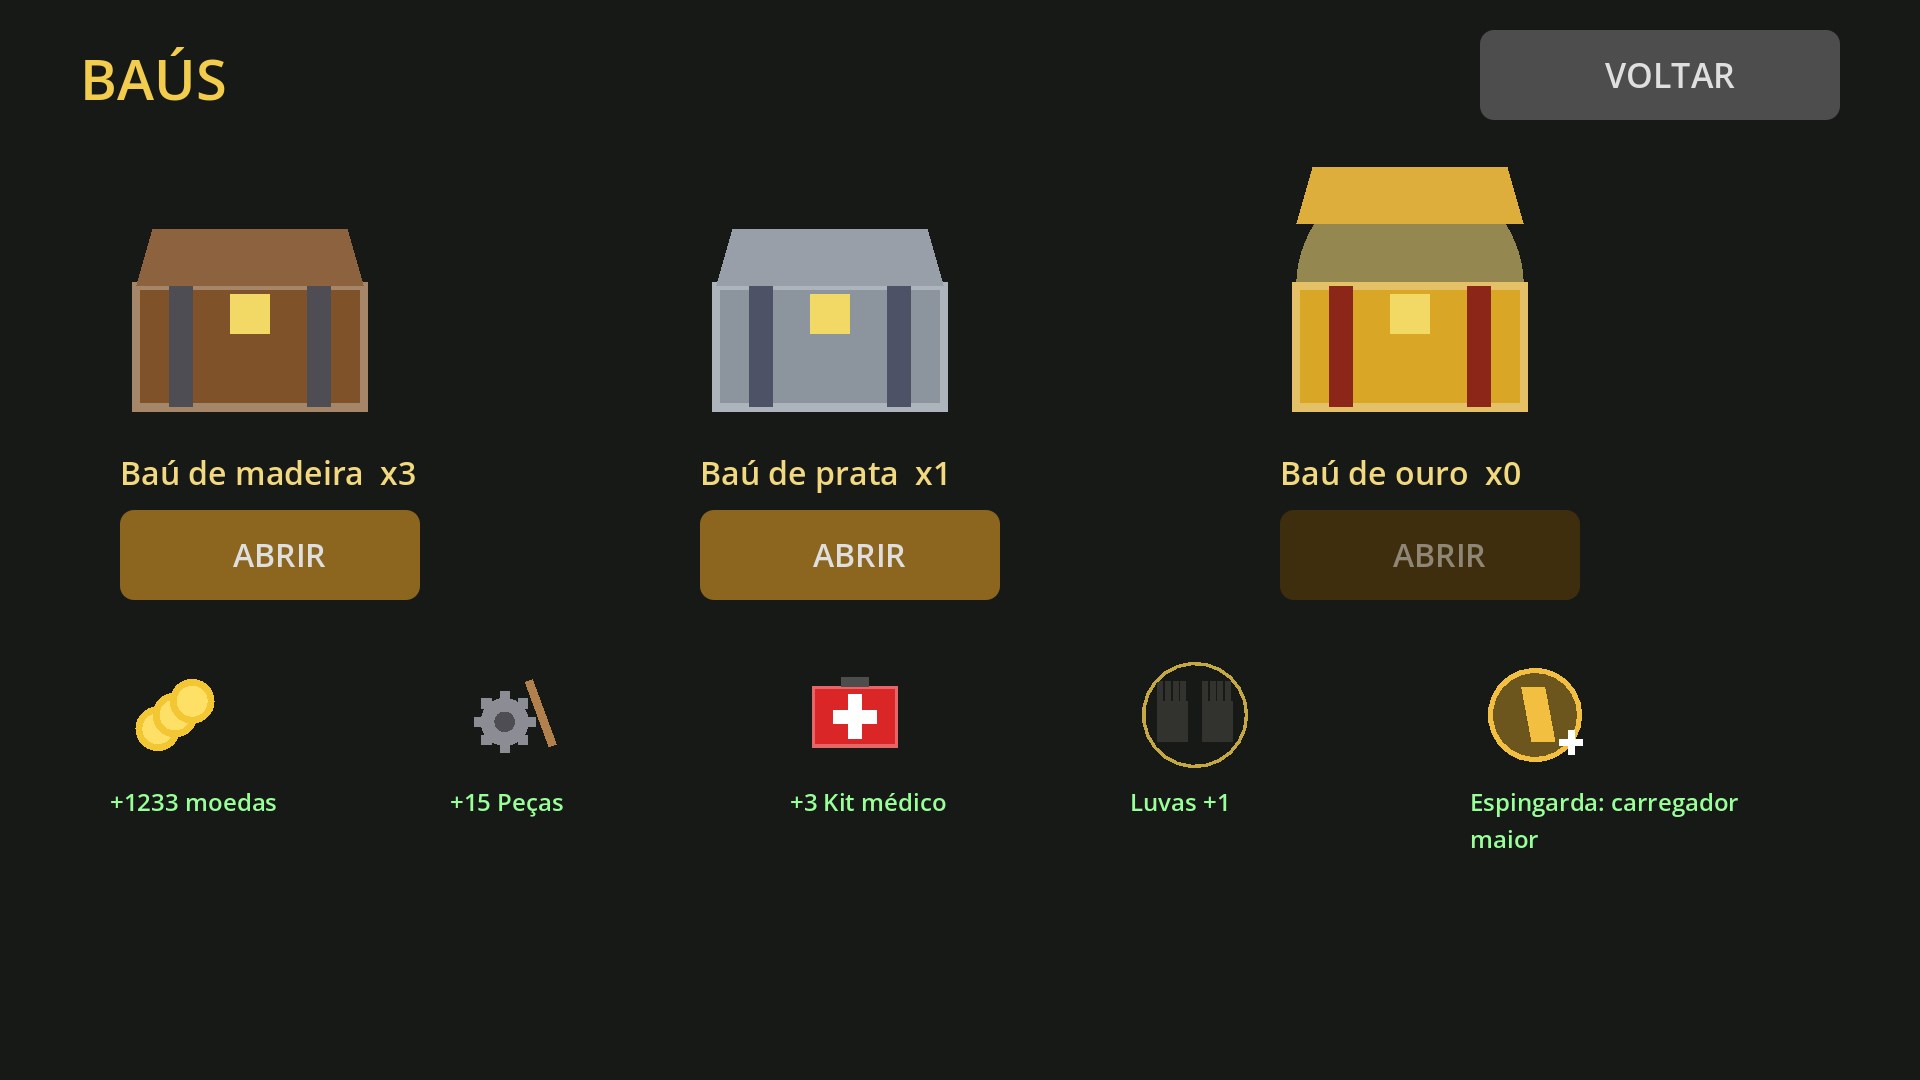 BAÚS
VOLTAR
Baú de madeira  x3
Baú de prata  x1
Baú de ouro  x0
ABRIR
ABRIR
ABRIR
+1233 moedas
+15 Peças
+3 Kit médico
Luvas +1
Espingarda: carregador
maior